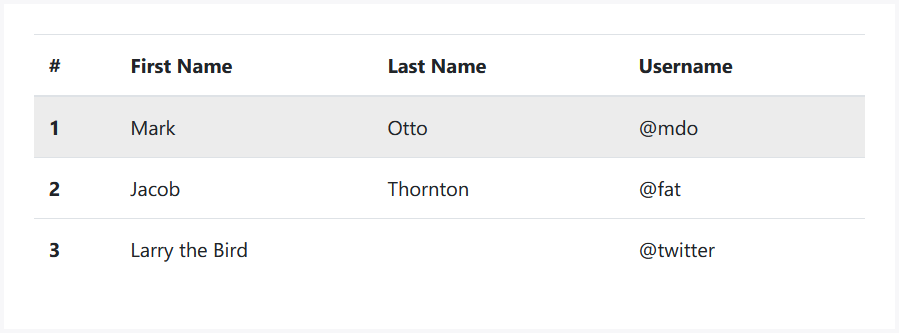 # First Name Last Name Username
1 Mark Otto @mdo
2 Jacob Thornton @fat
3 Larry the Bird @twitter